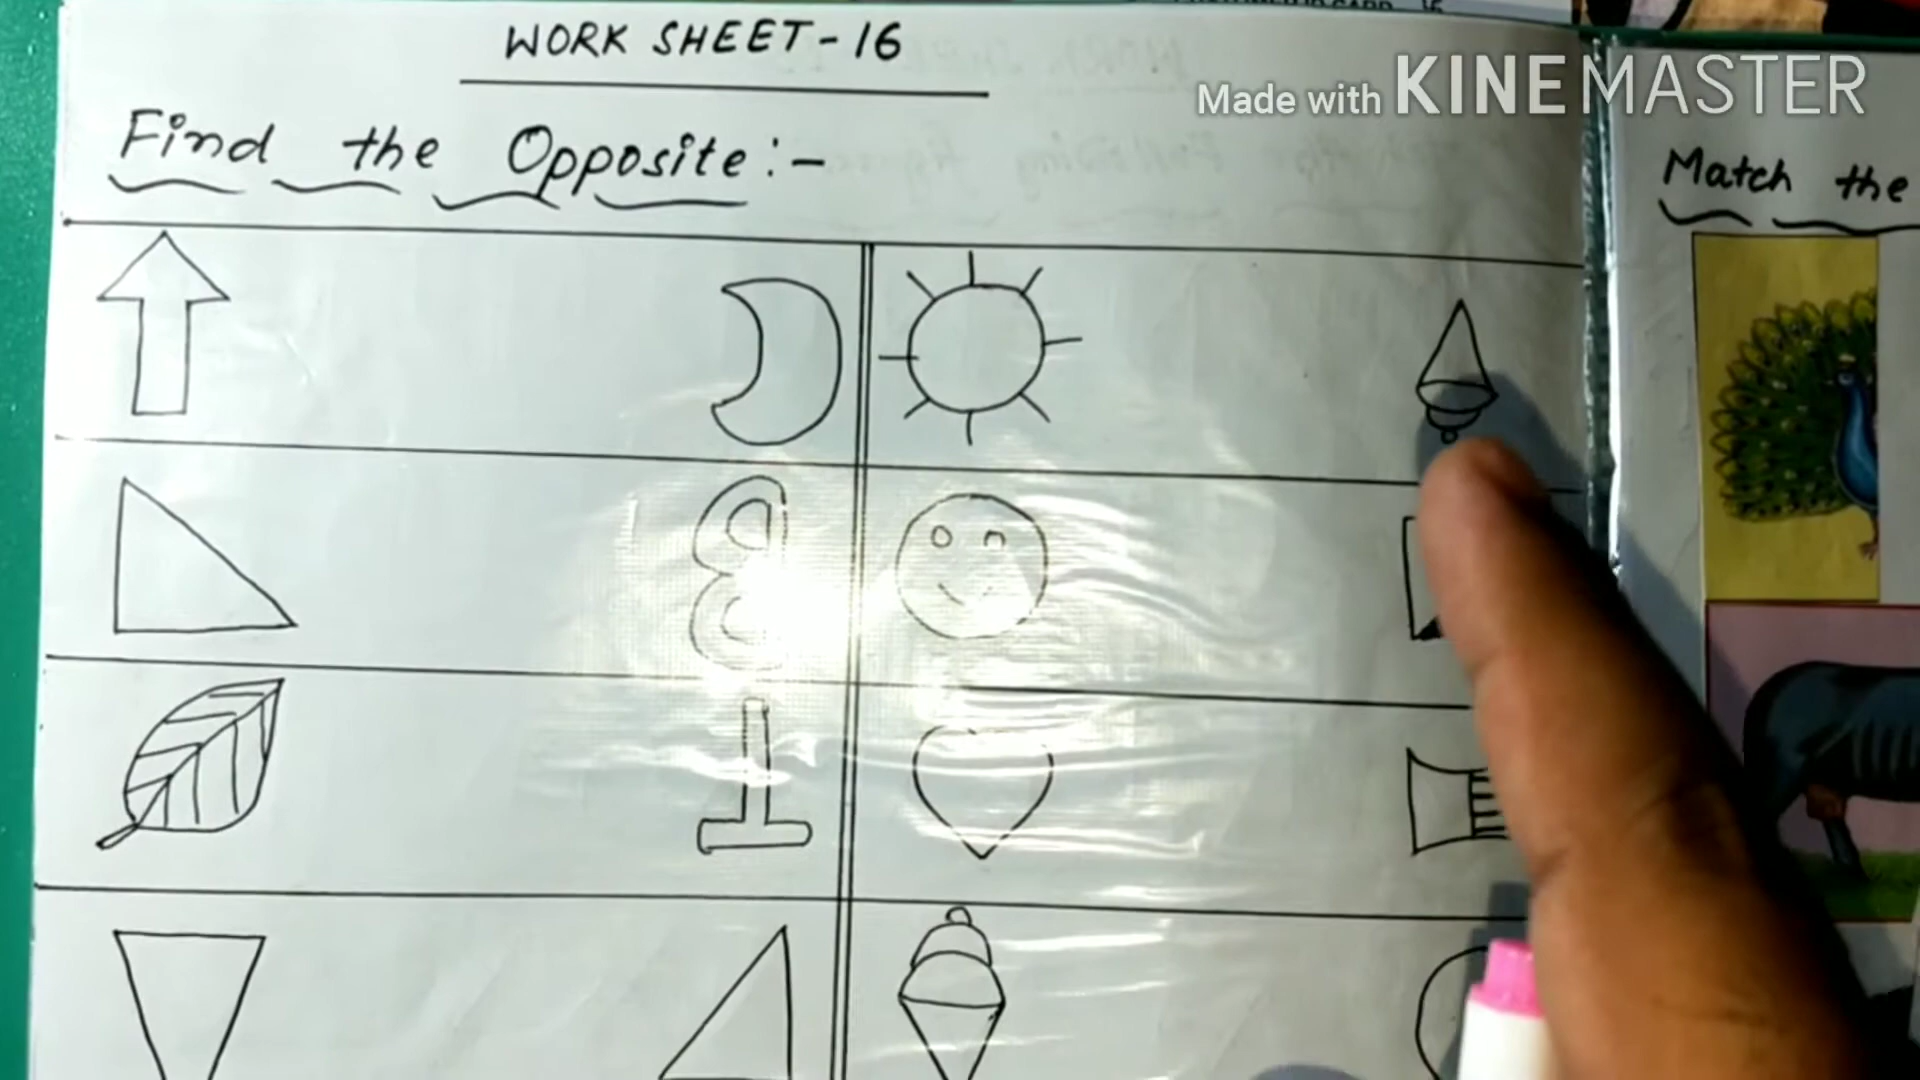 WORK SHEET-16
Made with KINEMASTER
Find the Opposite:-
Match the